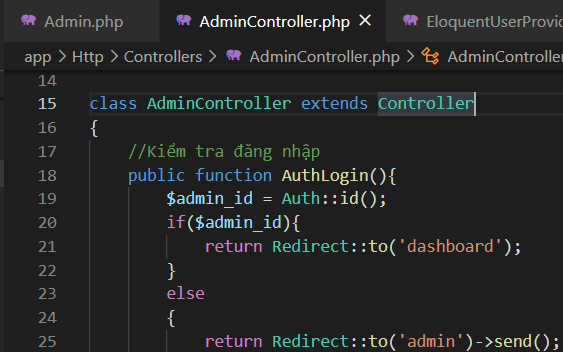 Admin.php AdminController.php × EloquentUserProvid
app > Http > Controllers > AdminController.php > AdminController
14
15 class AdminController extends Controller
16 {
17 //Kiểm tra đăng nhập
18 public function AuthLogin(){
19 $admin_id = Auth::id();
20 if($admin_id){
21 return Redirect::to('dashboard');
22 }
23 else
24 {
25 return Redirect::to('admin')->send();